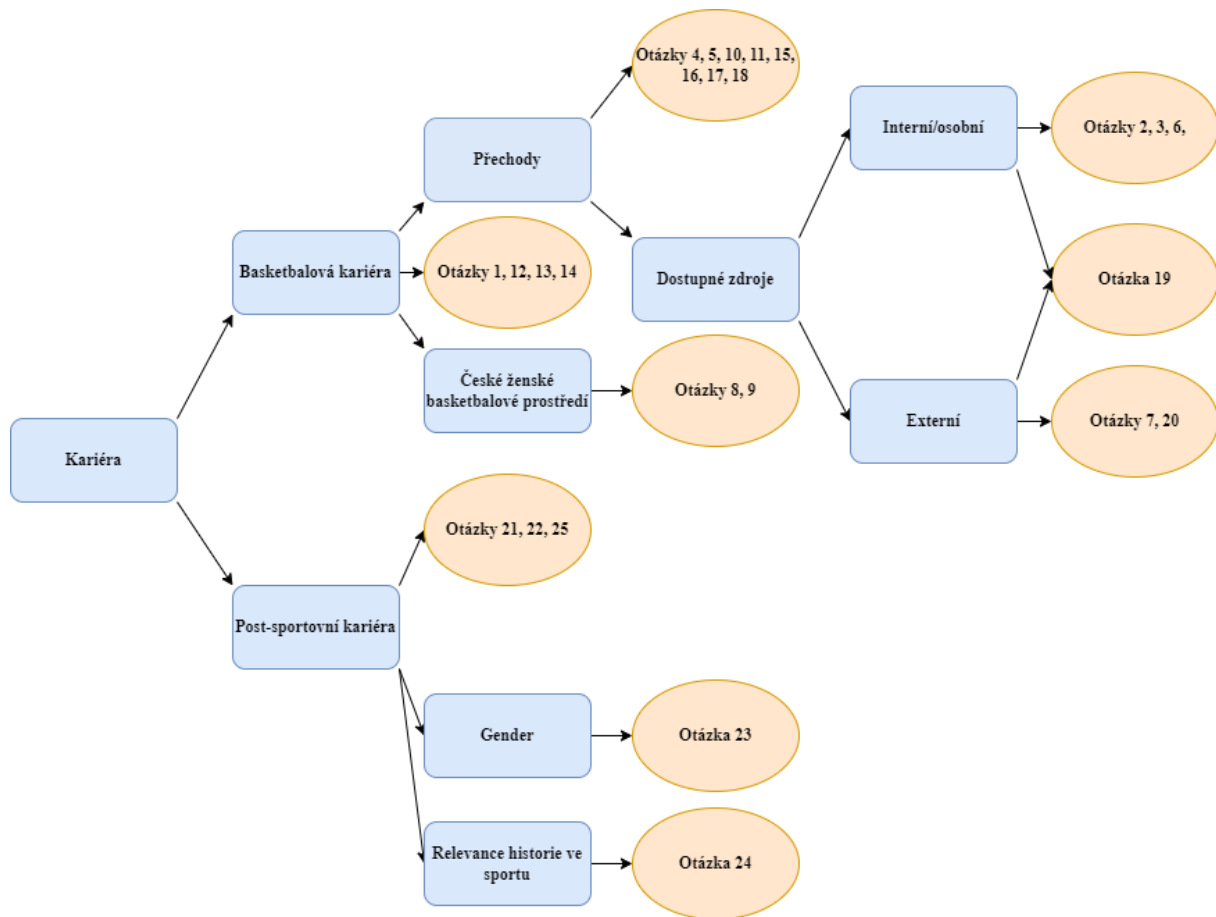 Otázky 4, 5, 10, 11, 15,
16, 17, 18
Interní/osobní
Otázky 2, 3, 6,
Přechody
Basketbalová kariéra
Otázky 1, 12, 13, 14
Dostupné zdroje
Otázka 19
České ženské
basketbalové prostředí
Otázky 8, 9
Externí
Otázky 7, 20
Kariéra
Otázky 21, 22, 25
Post-sportovní kariéra
Gender
Otázka 23
Relevance historie ve
sportu
Otázka 24